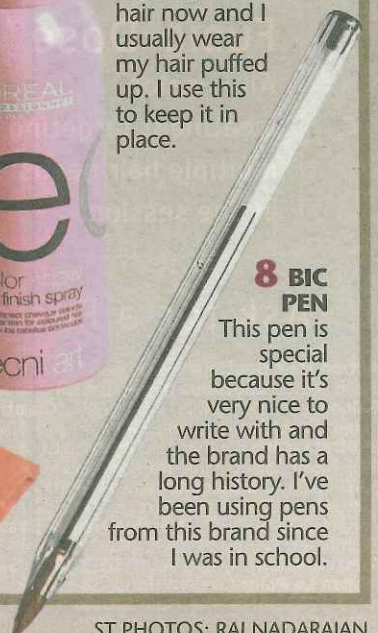 hair now and I
usually wear
my hair puffed
up. I use this
to keep it in
place.
REAL
e
lor
finish spray
ecni art
8 BIC
PEN
This pen is
special
because it's
very nice to
write with and
the brand has a
long history. I've
been using pens
from this brand since
I was in school.
ST PHOTOS: RAJ NADARAJAN